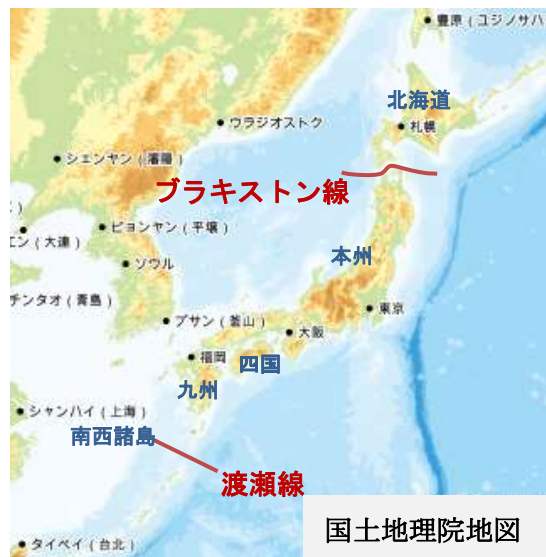 豊原（ユジノサハ
北海道
札幌
ウラジオストク
シェンヤン（瀋陽）
ブラキストン線
ピョンヤン（平壌）
エン（大連）
ソウル
本州
チンタオ（青島）
東京
プサン（釜山）
大阪
福岡
四国
九州
シャンハイ（上海）
南西諸島
渡瀬線
国土地理院地図
タイペイ（台北）